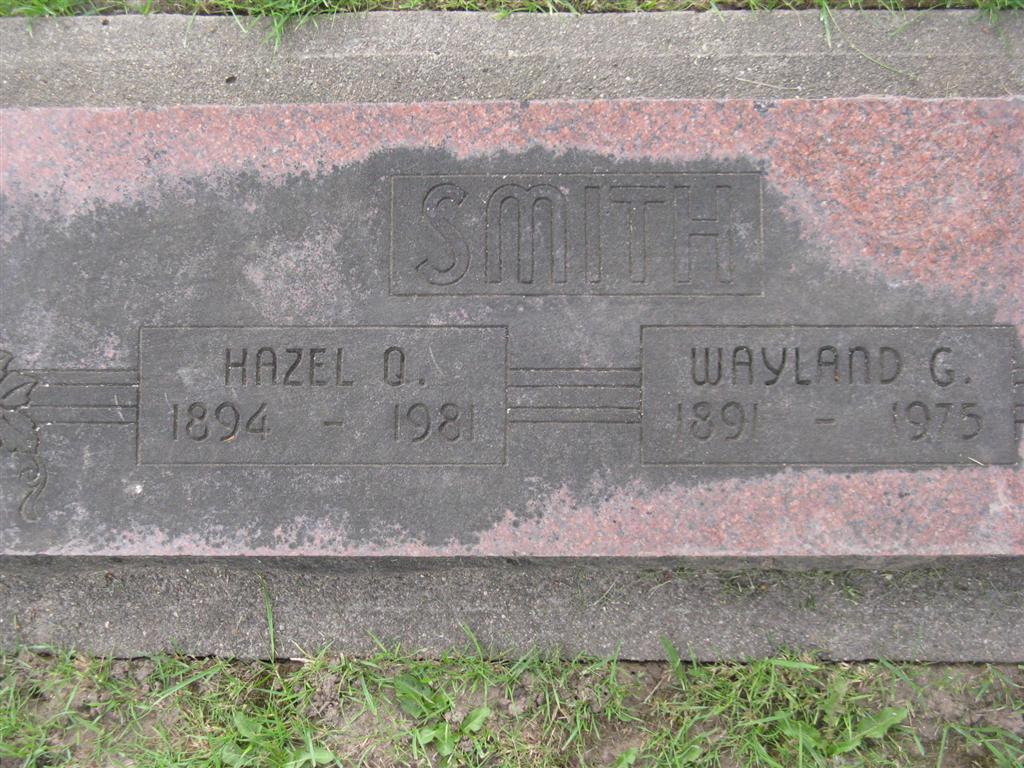 SMITH
HAZEL Q.
1894 - 1981
WAYLAND G.
1891 - 1975